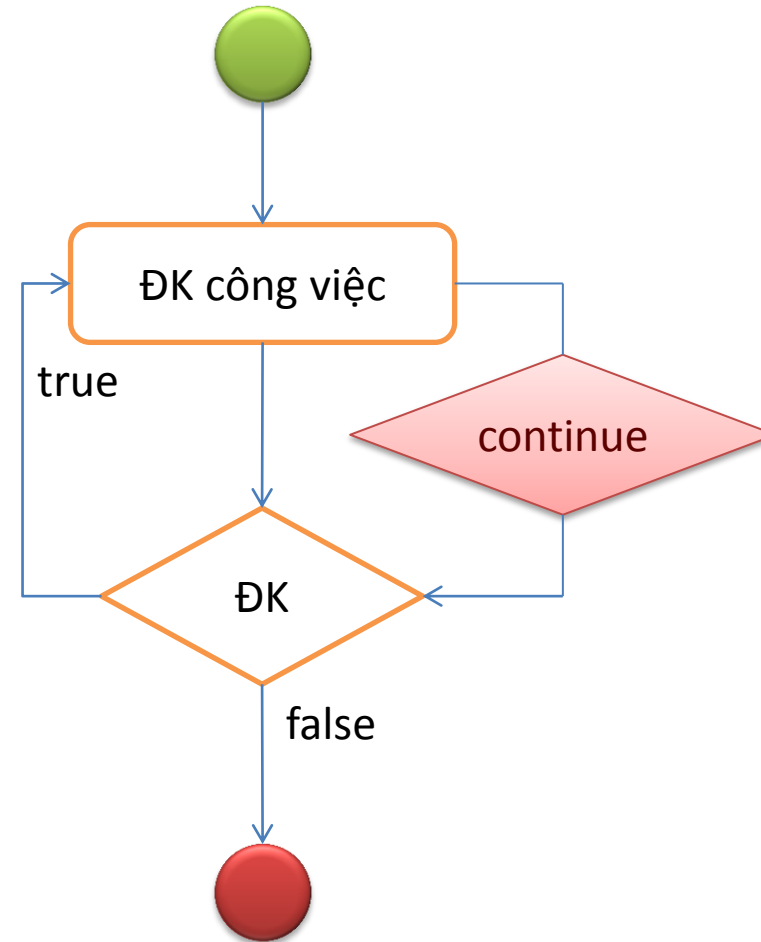 ĐK công việc
true
continue
ĐK
false